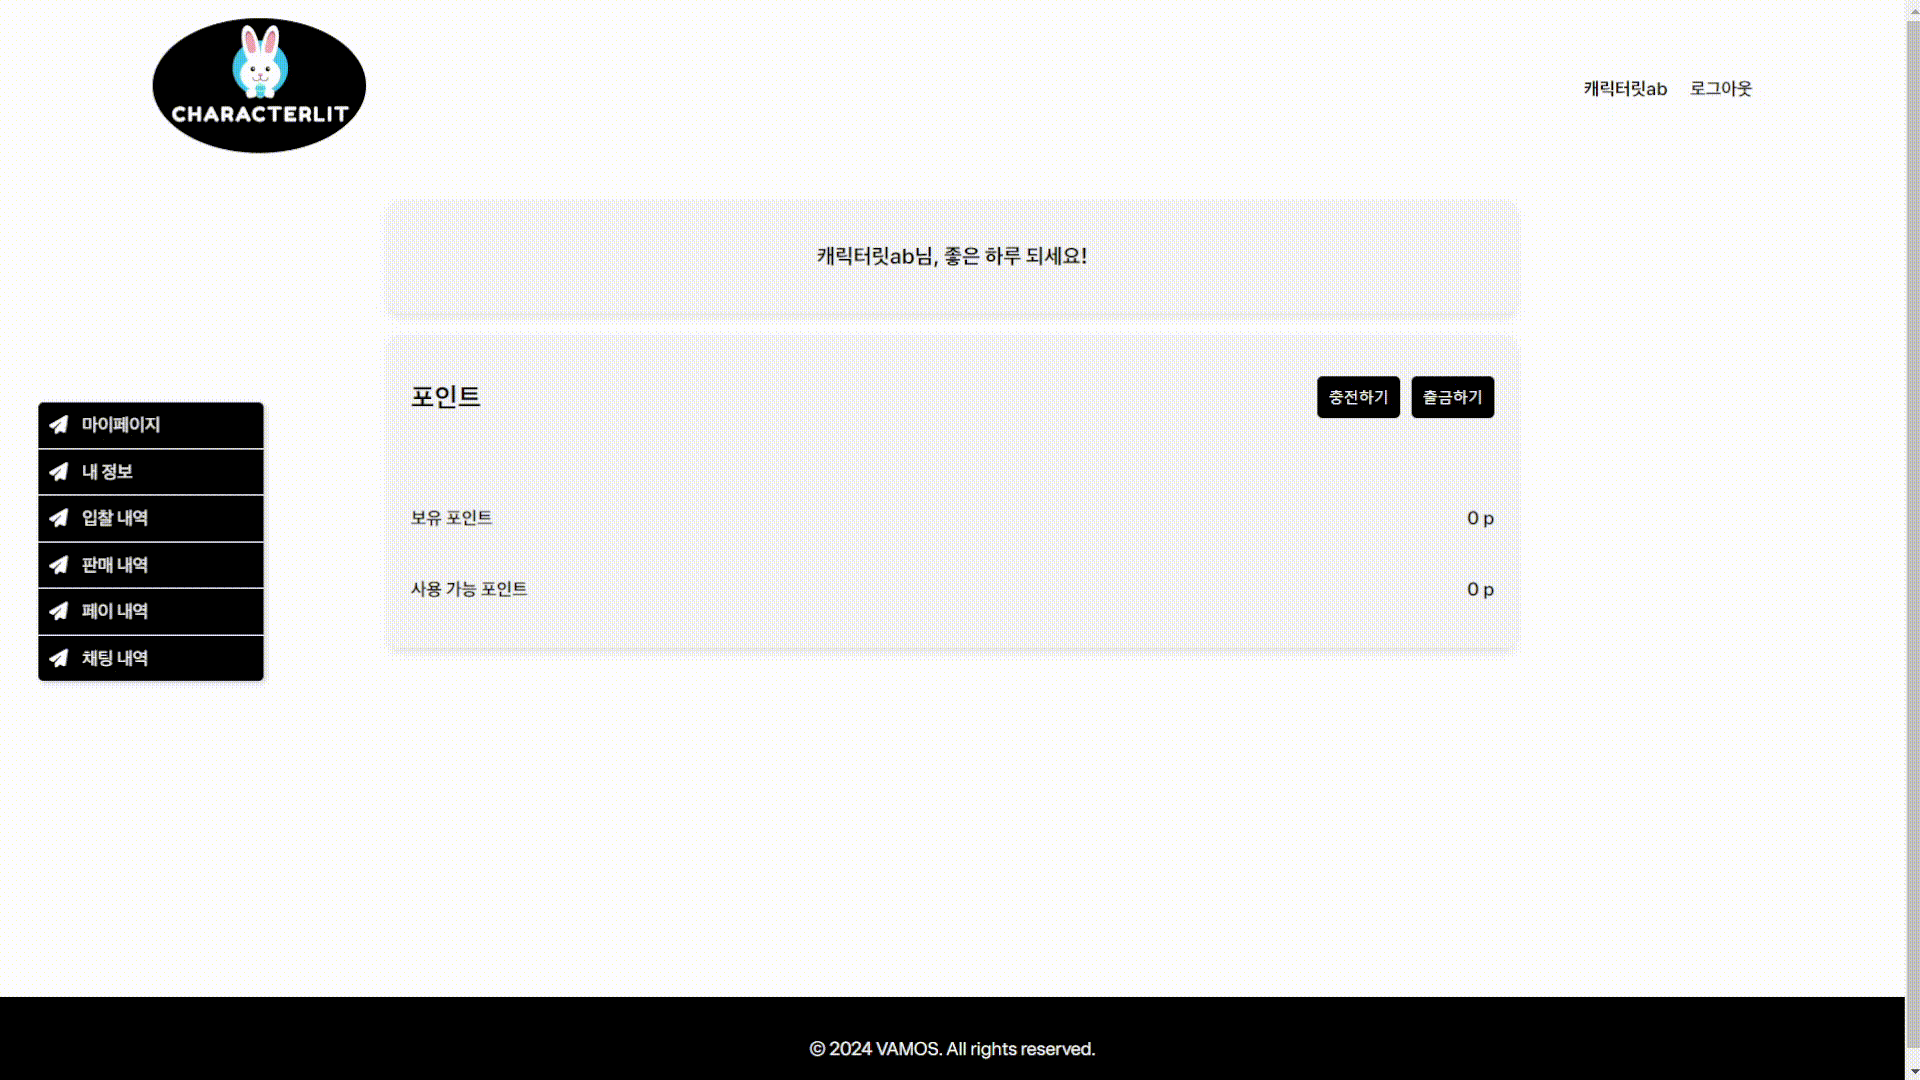 CHARACTERLIT
캐릭터릿ab 로그아웃
캐릭터릿ab님, 좋은 하루 되세요!
포인트
충전하기 출금하기
보유 포인트 0 p
사용 가능 포인트 0 p
마이페이지
내 정보
입찰 내역
판매 내역
페이 내역
채팅 내역
© 2024 VAMOS. All rights reserved.